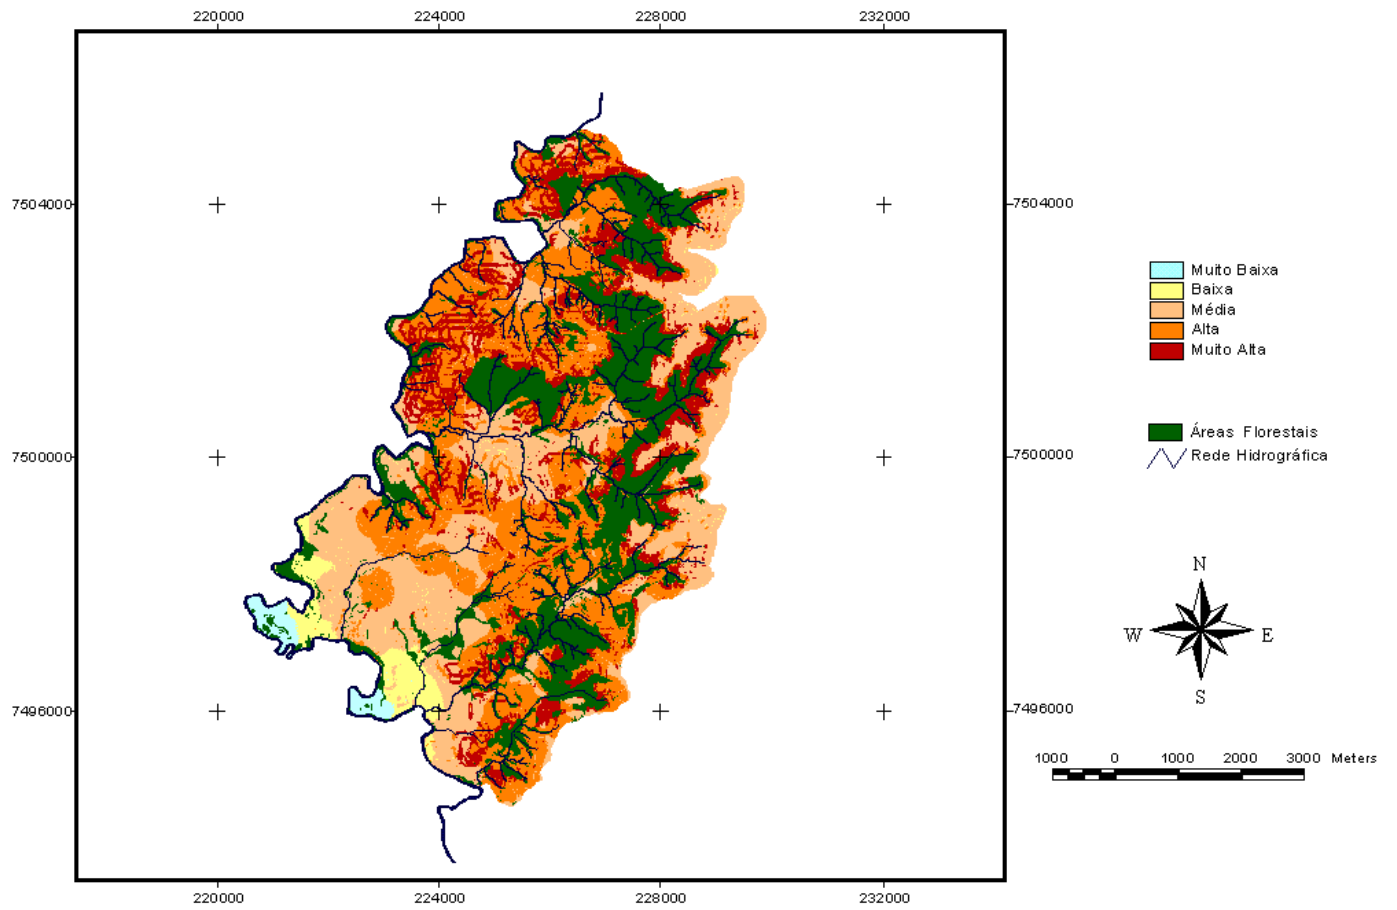 220000 224000 228000 232000
7504000 7504000
Muito Baixa
Baixa
Média
Alta
Muito Alta
Áreas Florestais
Rede Hidrográfica
7500000 7500000
N
W E
S
7496000 7496000
1000 0 1000 2000 3000 Meters
220000 224000 228000 232000